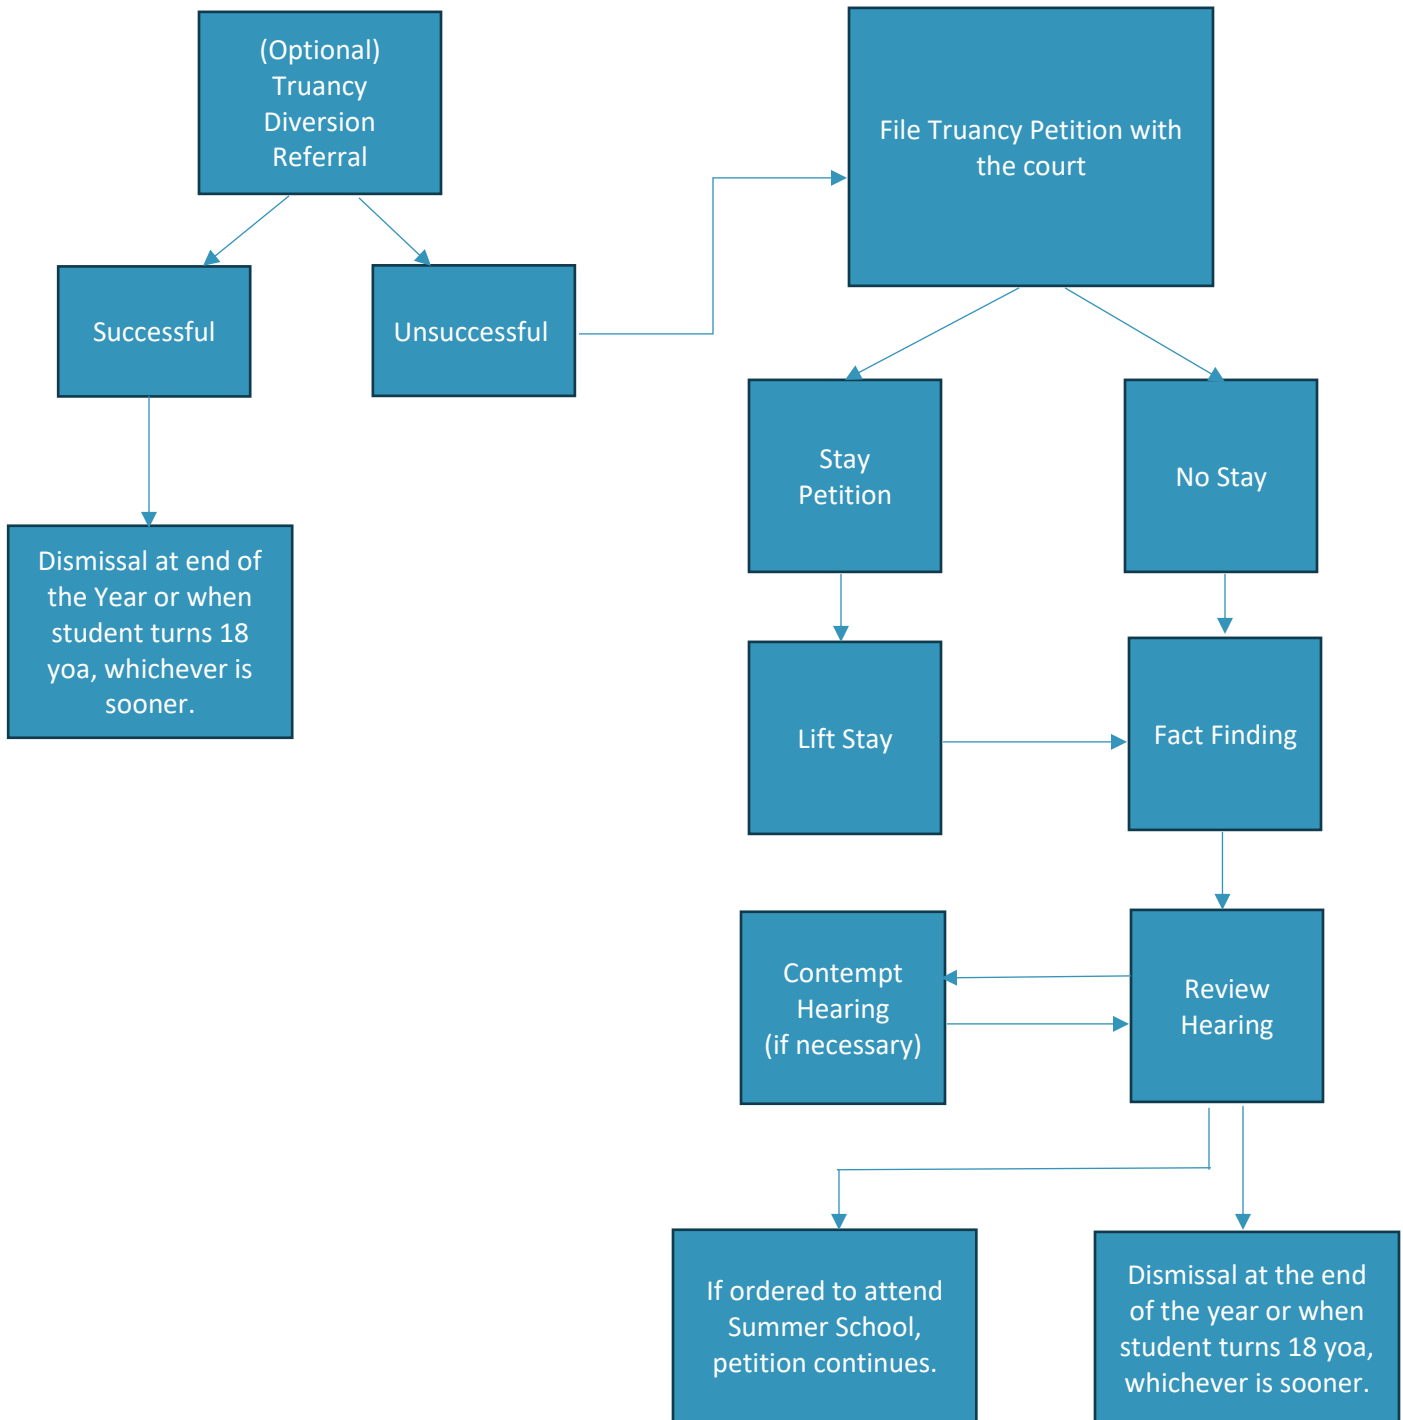 (Optional)
Truancy
Diversion
Referral
File Truancy Petition with
the court
Successful
Unsuccessful
Stay
Petition
No Stay
Dismissal at end of
the Year or when
student turns 18
yoa, whichever is
sooner.
Lift Stay
Fact Finding
Contempt
Hearing
(if necessary)
Review
Hearing
If ordered to attend
Summer School,
petition continues.
Dismissal at the end
of the year or when
student turns 18 yoa,
whichever is sooner.